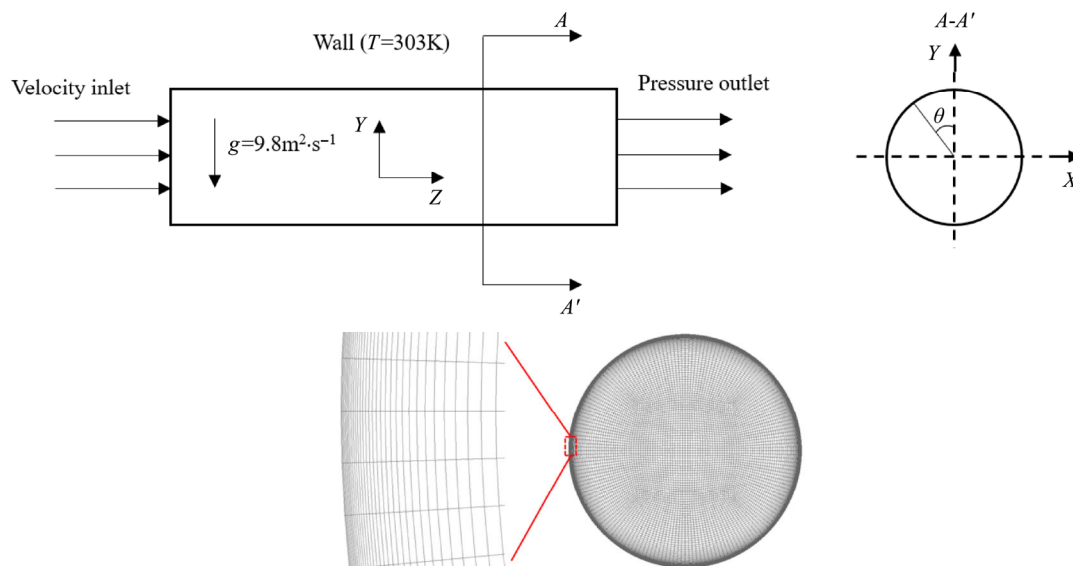 A
A-A′
Wall (T=303K)
Y
Velocity inlet
Pressure outlet
θ
g=9.8m²·s⁻¹
Y
Z
X
A′